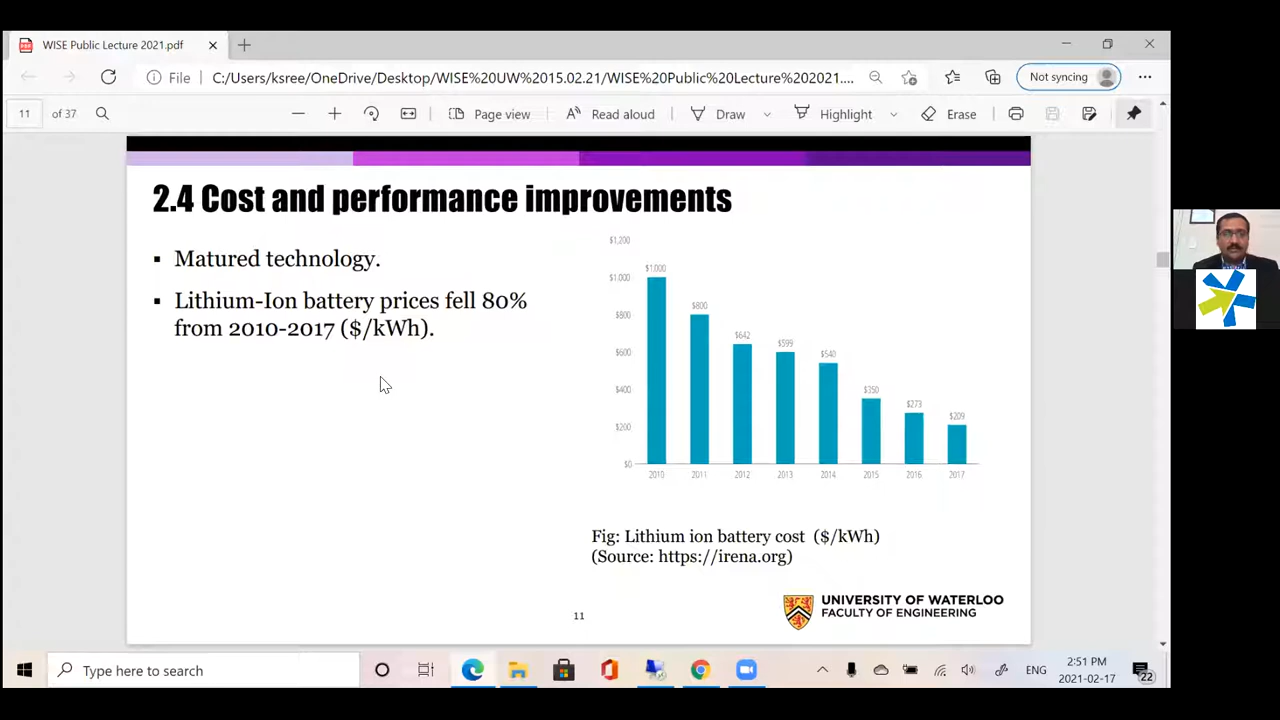 WISE Public Lecture 2021.pdf
File C:/Users/ksree/OneDrive/Desktop/WISE%20UW%2015.02.21/WISE%20Public%20Lecture%202021....
Not syncing
11 of 37
Page view
Read aloud
Draw
Highlight
Erase
2.4 Cost and performance improvements
▪ Matured technology.
▪ Lithium-Ion battery prices fell 80%
from 2010-2017 ($/kWh).
$1,200
$1,000
$800
$600
$400
$200
$0
$1,000
$800
$642
$599
$540
$350
$273
$209
2010 2011 2012 2013 2014 2015 2016 2017
Fig: Lithium ion battery cost ($/kWh)
(Source: https://irena.org)
11
UNIVERSITY OF WATERLOO
FACULTY OF ENGINEERING
Type here to search
ENG
2:51 PM
2021-02-17
22